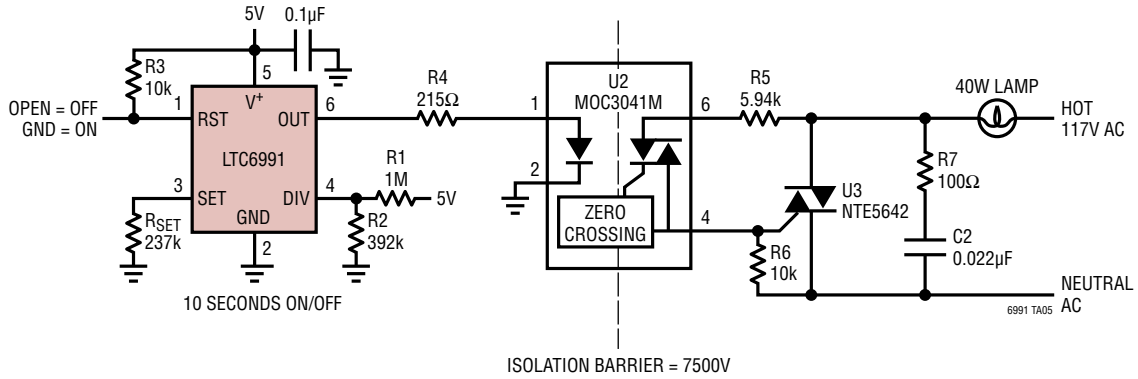 5V
0.1µF
R3
10k
OPEN = OFF
GND = ON
1
RST
5
V+
OUT
6
LTC6991
3
SET
DIV
4
GND
2
RSET
237k
R1
1M
5V
R2
392k
10 SECONDS ON/OFF
R4
215Ω
U2
MOC3041M
1
2
6
4
ZERO
CROSSING
ISOLATION BARRIER = 7500V
R5
5.94k
R6
10k
U3
NTE5642
R7
100Ω
C2
0.022µF
40W LAMP
HOT
117V AC
NEUTRAL
AC
6991 TA05